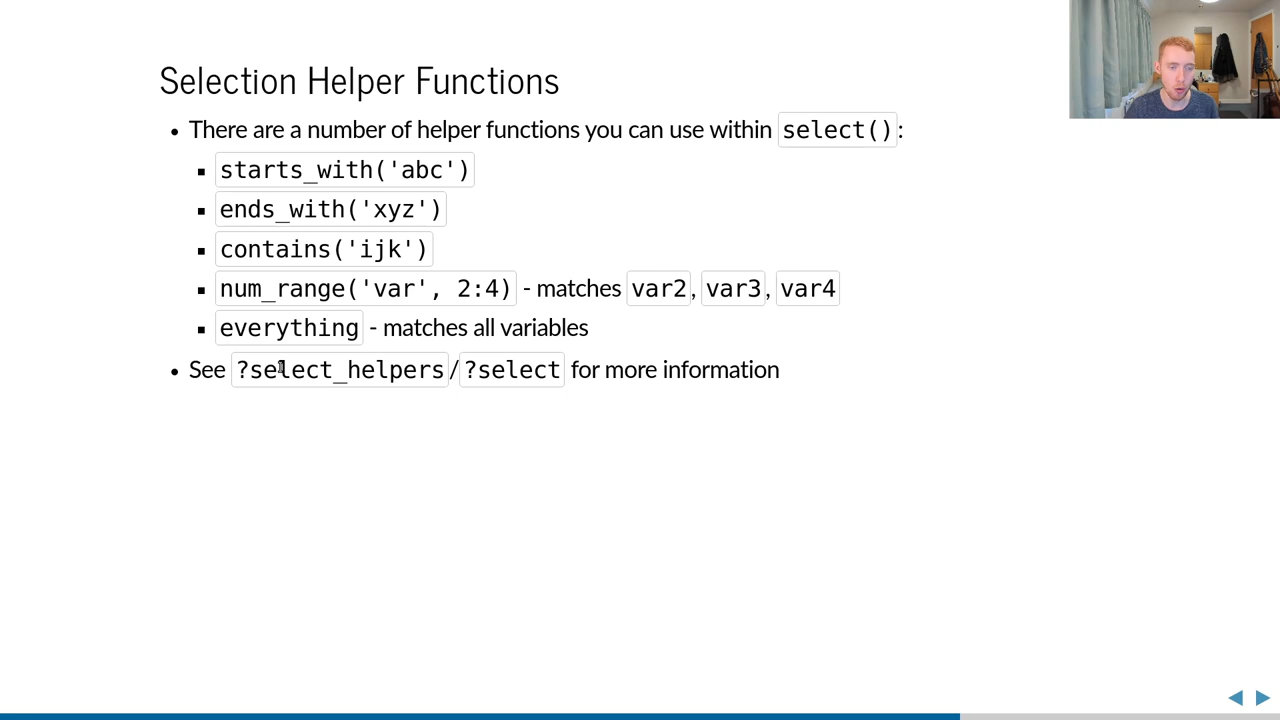 Selection Helper Functions
There are a number of helper functions you can use within select():
starts_with('abc')
ends_with('xyz')
contains('ijk')
num_range('var', 2:4) - matches var2, var3, var4
everything - matches all variables
See ?select_helpers/?select for more information